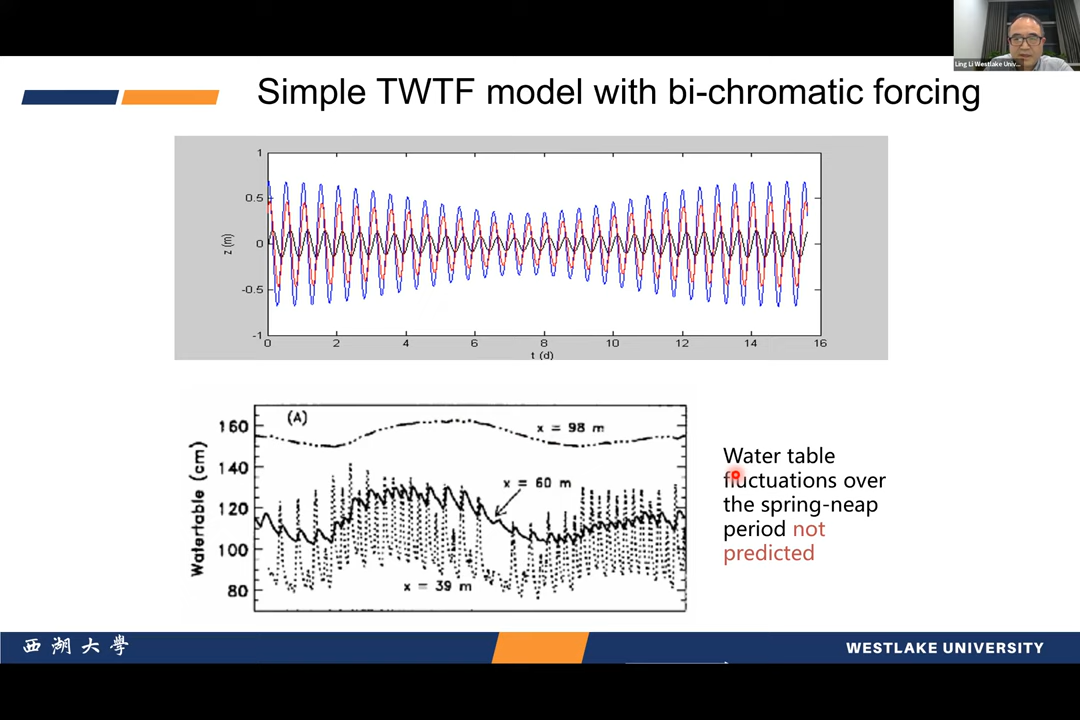 Ling Li Westlake Univ...
Simple TWTF model with bi-chromatic forcing
1
0.5
0
-0.5
-1
z (m)
0 2 4 6 8 10 12 14 16
t (d)
(A)
160
140
120
100
80
Watertable (cm)
x = 98 m
x = 60 m
x = 39 m
Water table
fluctuations over
the spring-neap
period not
predicted
西湖大學
WESTLAKE UNIVERSITY